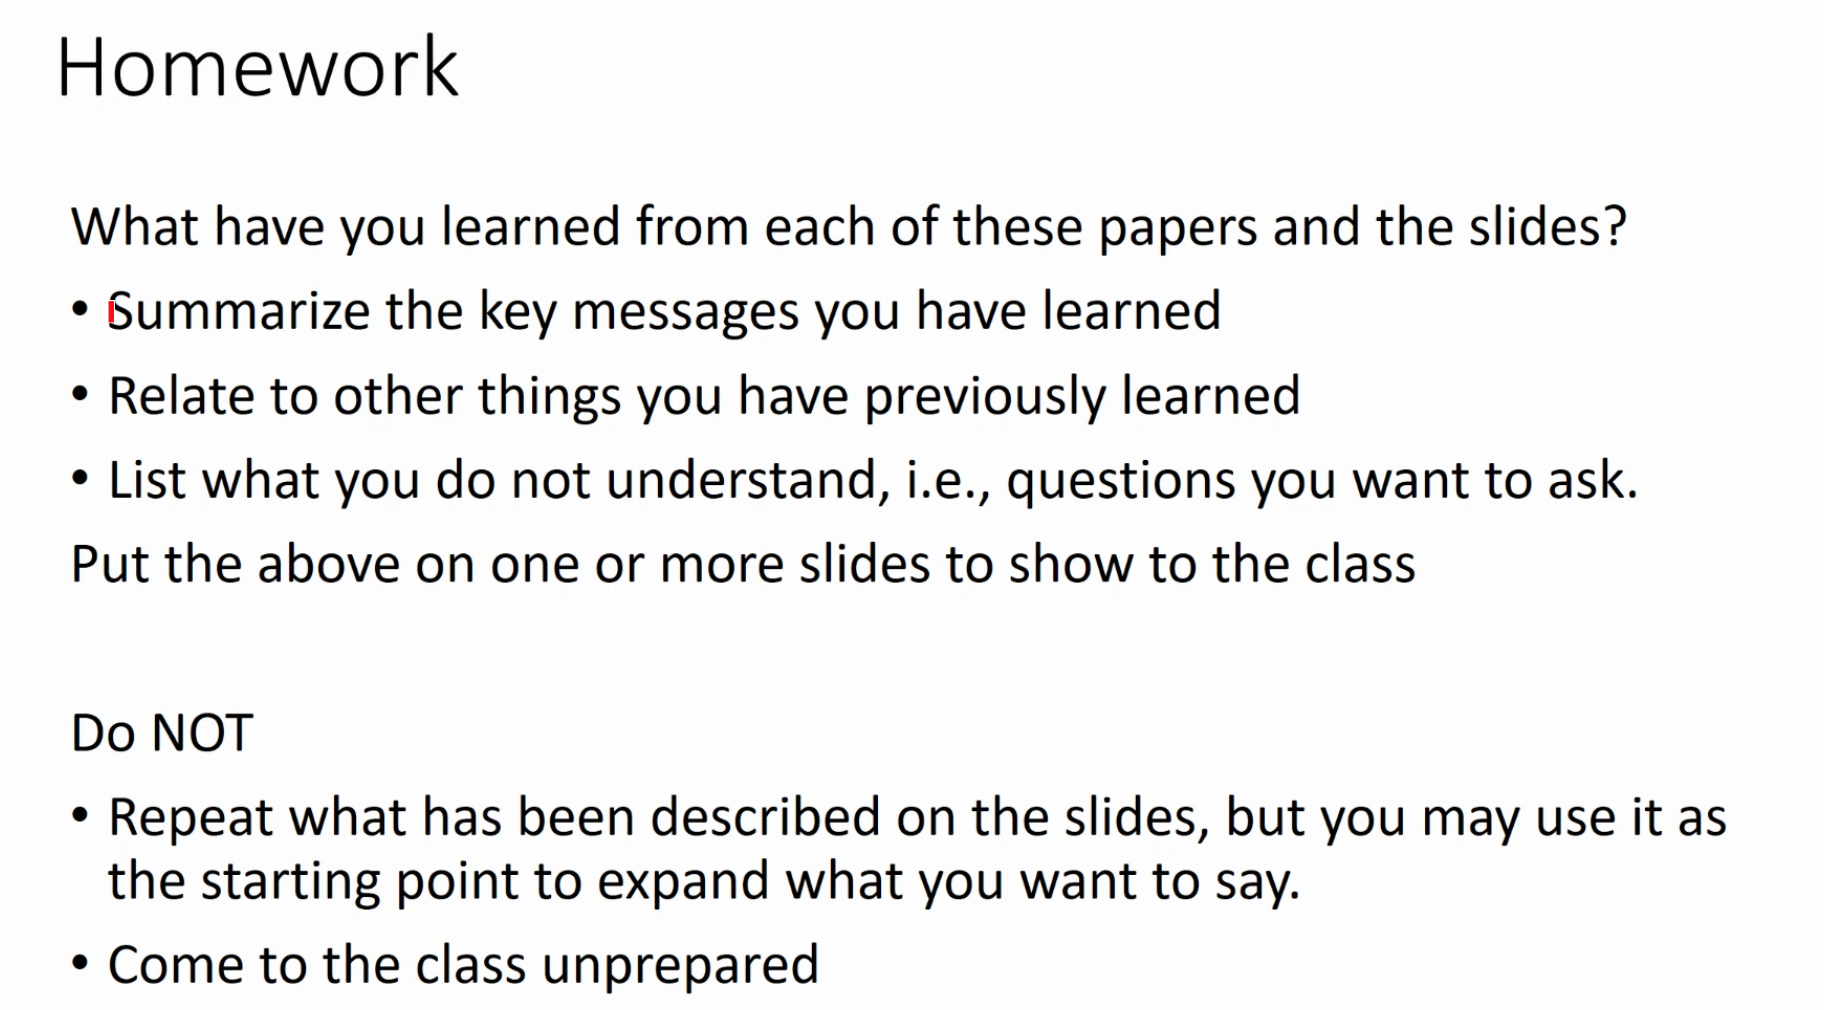 Homework
What have you learned from each of these papers and the slides?
• Summarize the key messages you have learned
• Relate to other things you have previously learned
• List what you do not understand, i.e., questions you want to ask.
Put the above on one or more slides to show to the class
Do NOT
• Repeat what has been described on the slides, but you may use it as
the starting point to expand what you want to say.
• Come to the class unprepared